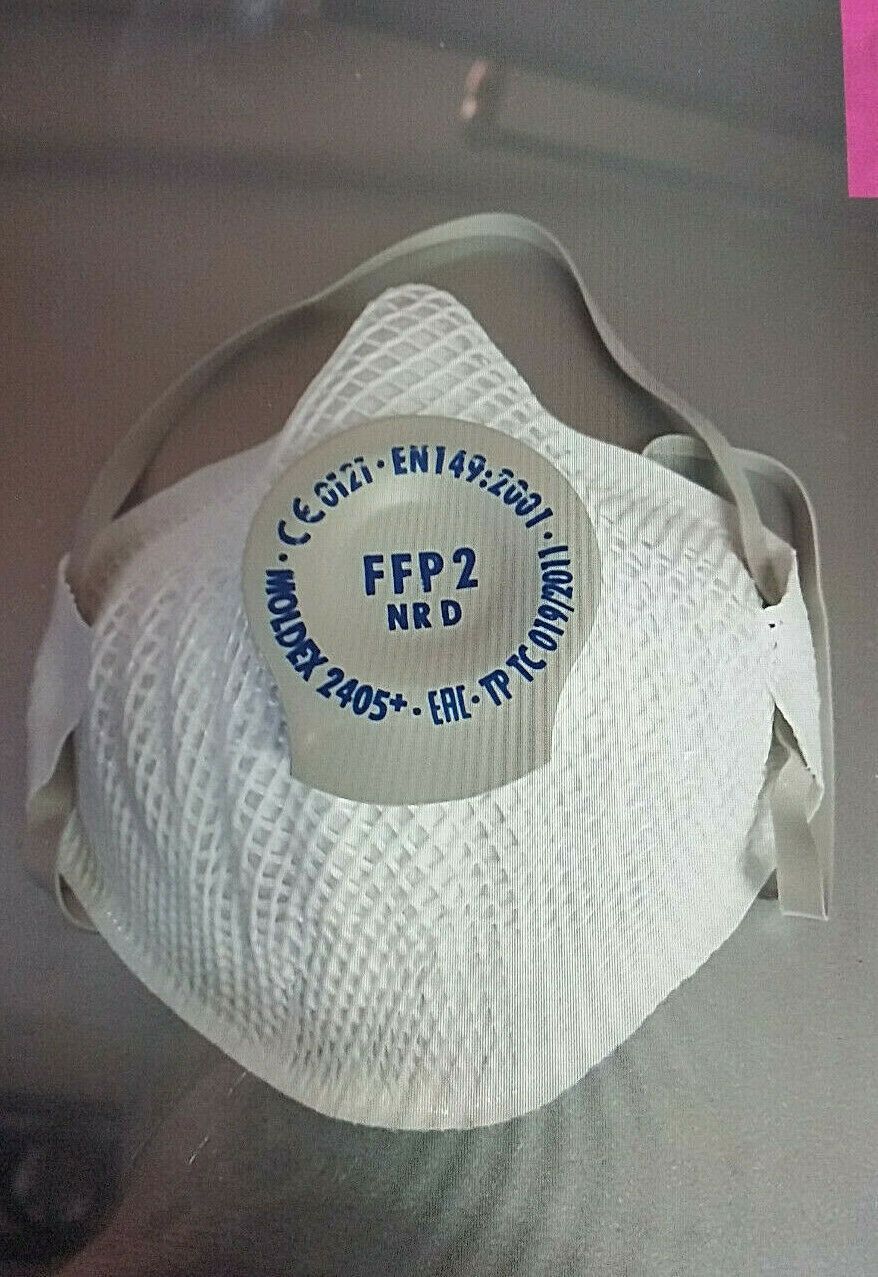 MOLDEX 2405+ · CE 0121 · EN149:2001 · EAC · TP TC 019/2011
FFP2
NR D